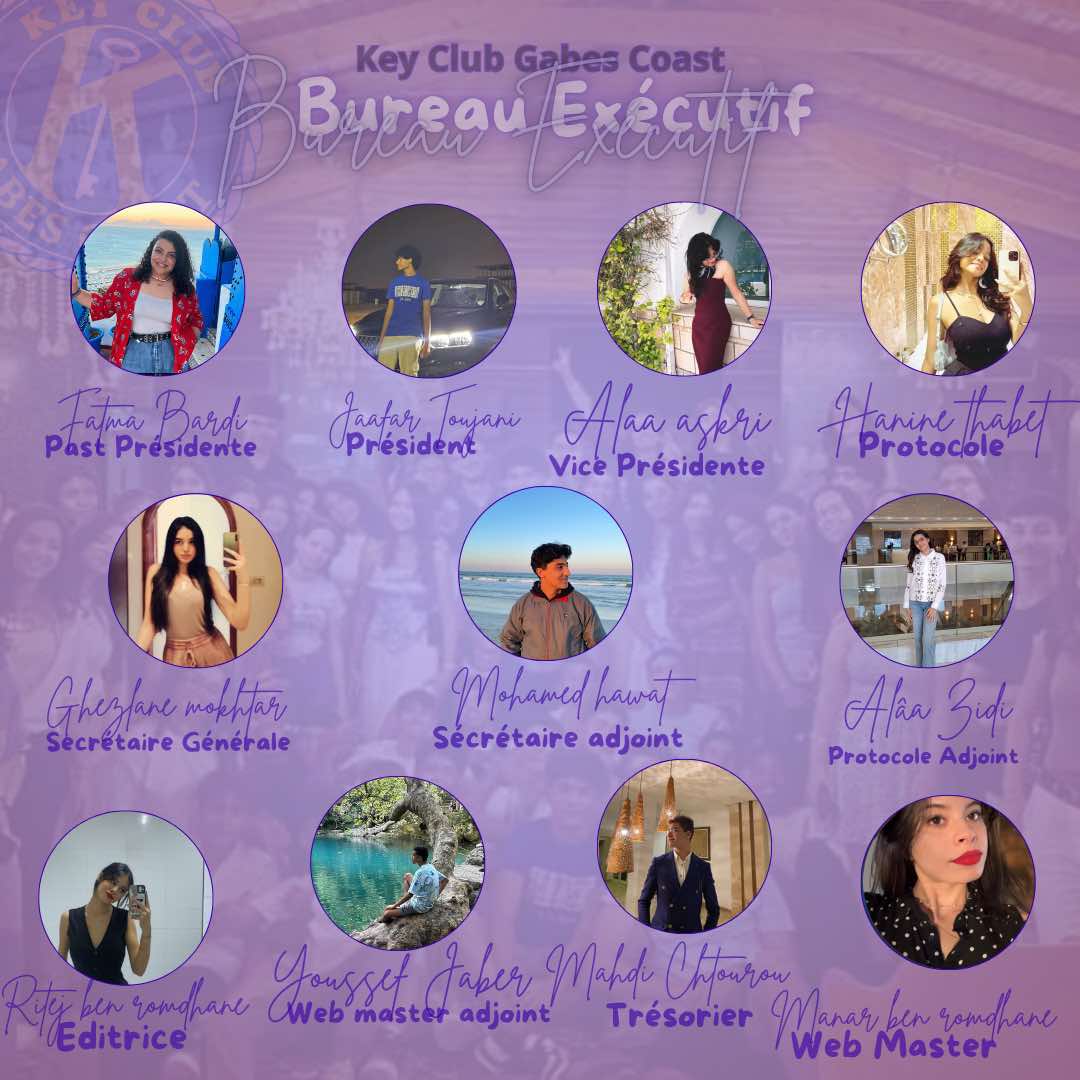 KEY CLUB
Key Club Gabes Coast
Bureau Exécutif
Bureau Exécutif
Fatma Bardi
Past Présidente
Jaafar Toujani
Président
Alaa askri
Vice Présidente
Hanine thabet
Protocole
Ghezlane mokhtar
Secrétaire Générale
Mohamed hawat
Sécrétaire adjoint
Alâa Zidi
Protocole Adjoint
Ritej ben romdhane
Editrice
Youssef Jaber
Web master adjoint
Mahdi Chtourou
Trésorier
Manar ben romdhane
Web Master